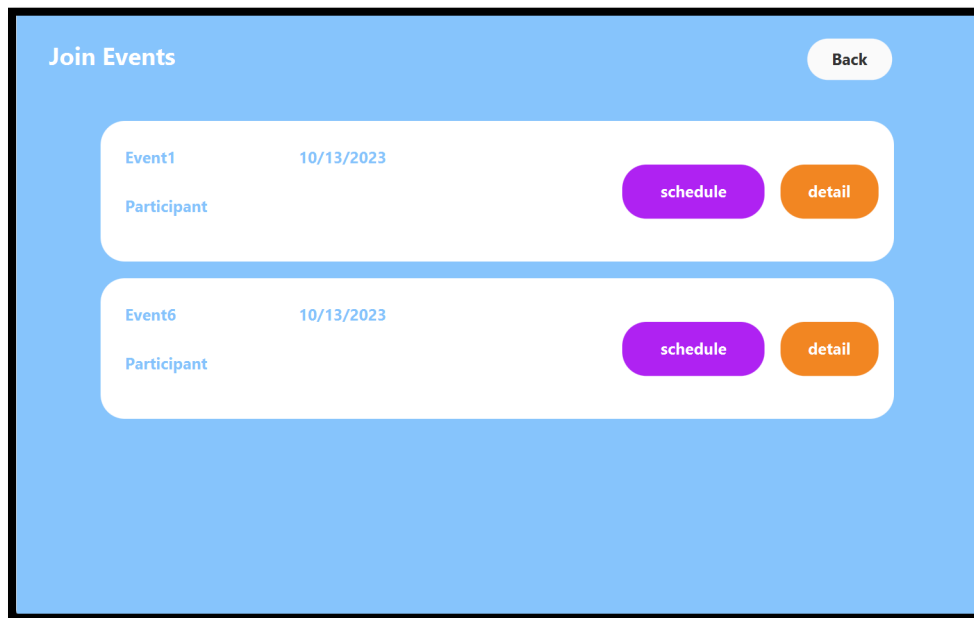 Join Events
Back
Event1 10/13/2023
schedule detail
Participant
Event6 10/13/2023
schedule detail
Participant